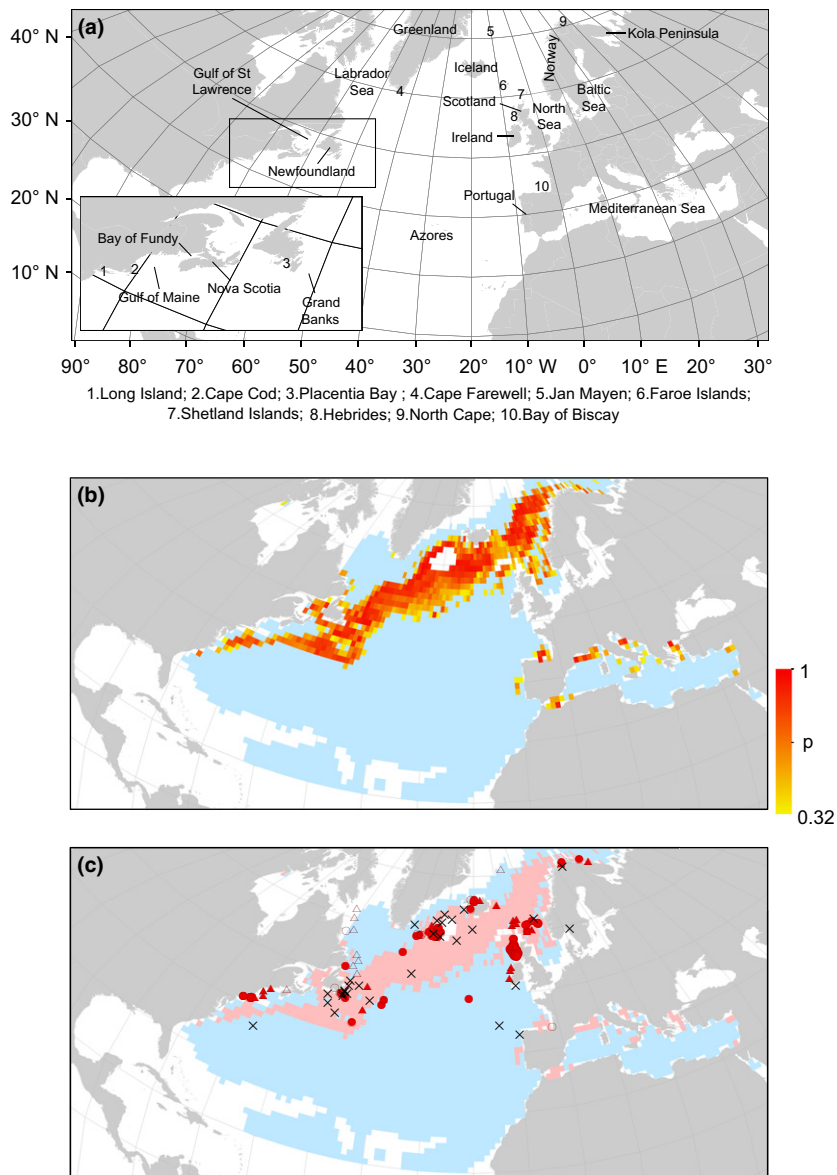 (a)
40° N
30° N
20° N
10° N
Greenland
5
9
Kola Peninsula
Norway
Iceland
Labrador
Sea
4
Gulf of St
Lawrence
6
7
Scotland
Baltic
Sea
North
Sea
8
Ireland
Newfoundland
10
Portugal
Mediterranean Sea
Azores
Bay of Fundy
1
2
3
Gulf of Maine
Nova Scotia
Grand
Banks
90° 80° 70° 60° 50° 40° 30° 20° 10° W 0° 10° E 20° 30°
1.Long Island; 2.Cape Cod; 3.Placentia Bay ; 4.Cape Farewell; 5.Jan Mayen; 6.Faroe Islands;
7.Shetland Islands; 8.Hebrides; 9.North Cape; 10.Bay of Biscay
(b)
1
p
0.32
(c)